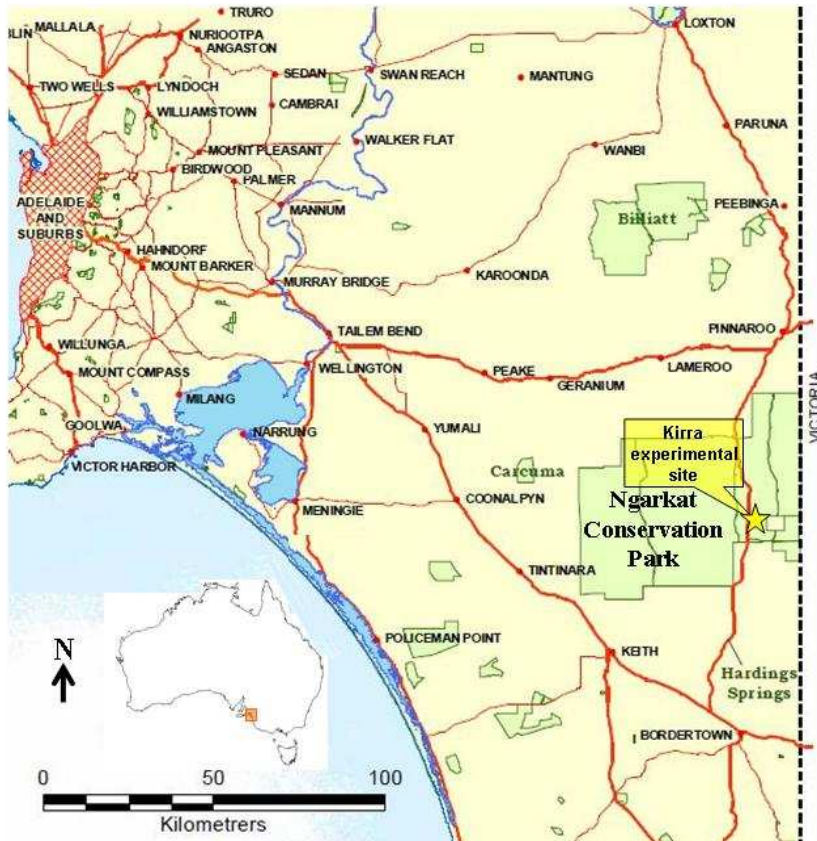 TRURO
MALLALA
NURIOOTPA
BLIN
ANGASTON
SEDAN
SWAN REACH
LOXTON
TWO WELLS
LYNDOCH
MANTUNG
CAMBRAI
WILLIAMSTOWN
PARUNA
WALKER FLAT
WANBI
MOUNT PLEASANT
BIRDWOOD
PALMER
ADELAIDE
AND
SUBURBS
MANNUM
PEEBINGA
Billiatt
HAHNDORF
MOUNT BARKER
KAROONDA
MURRAY BRIDGE
TAILEM BEND
PINNAROO
WILLUNGA
WELLINGTON
PEAKE
LAMEROO
MOUNT COMPASS
GERANIUM
MILANG
VICTORIA
GOOLWA
NARRUNG
YUMALI
Kirra
experimental
site
VICTOR HARBOR
Carcuma
MENINGIE
COONALPYN
Ngarkat
Conservation
Park
TINTINARA
POLICEMAN POINT
KEITH
N
Hardings
Springs
BORDERTOWN
0 50 100
Kilometrers